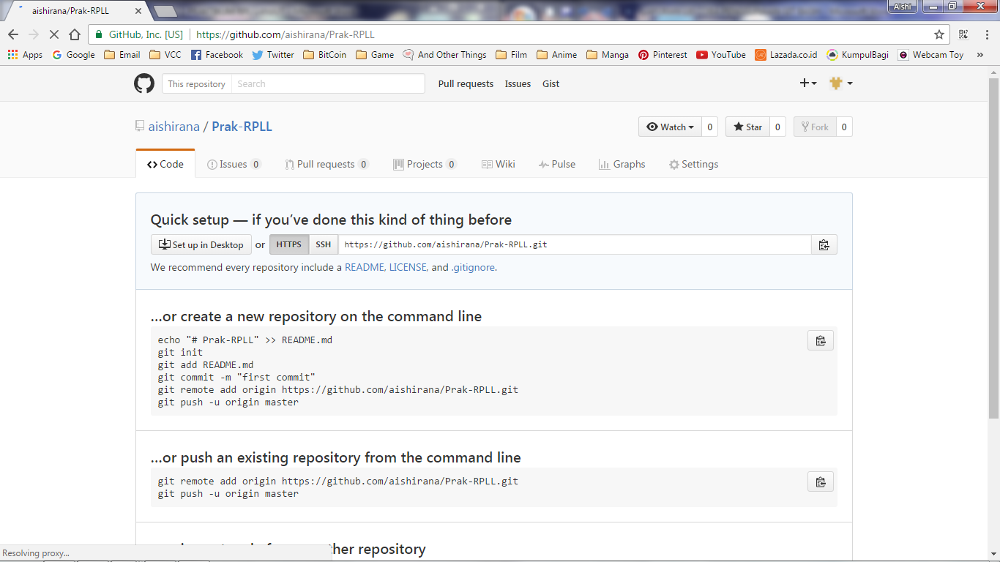 aishirana/Prak-RPLL
Aishi
GitHub, Inc. [US] https://github.com/aishirana/Prak-RPLL
Apps Google Email VCC Facebook Twitter BitCoin Game And Other Things Film Anime Manga Pinterest YouTube Lazada.co.id KumpulBagi Webcam Toy »
This repository Search Pull requests Issues Gist
aishirana / Prak-RPLL Watch 0 Star 0 Fork 0
Code Issues 0 Pull requests 0 Projects 0 Wiki Pulse Graphs Settings
Quick setup — if you’ve done this kind of thing before
Set up in Desktop or HTTPS SSH https://github.com/aishirana/Prak-RPLL.git
We recommend every repository include a README, LICENSE, and .gitignore.
…or create a new repository on the command line
echo "# Prak-RPLL" >> README.md
git init
git add README.md
git commit -m "first commit"
git remote add origin https://github.com/aishirana/Prak-RPLL.git
git push -u origin master
…or push an existing repository from the command line
git remote add origin https://github.com/aishirana/Prak-RPLL.git
git push -u origin master
ther repository
Resolving proxy...